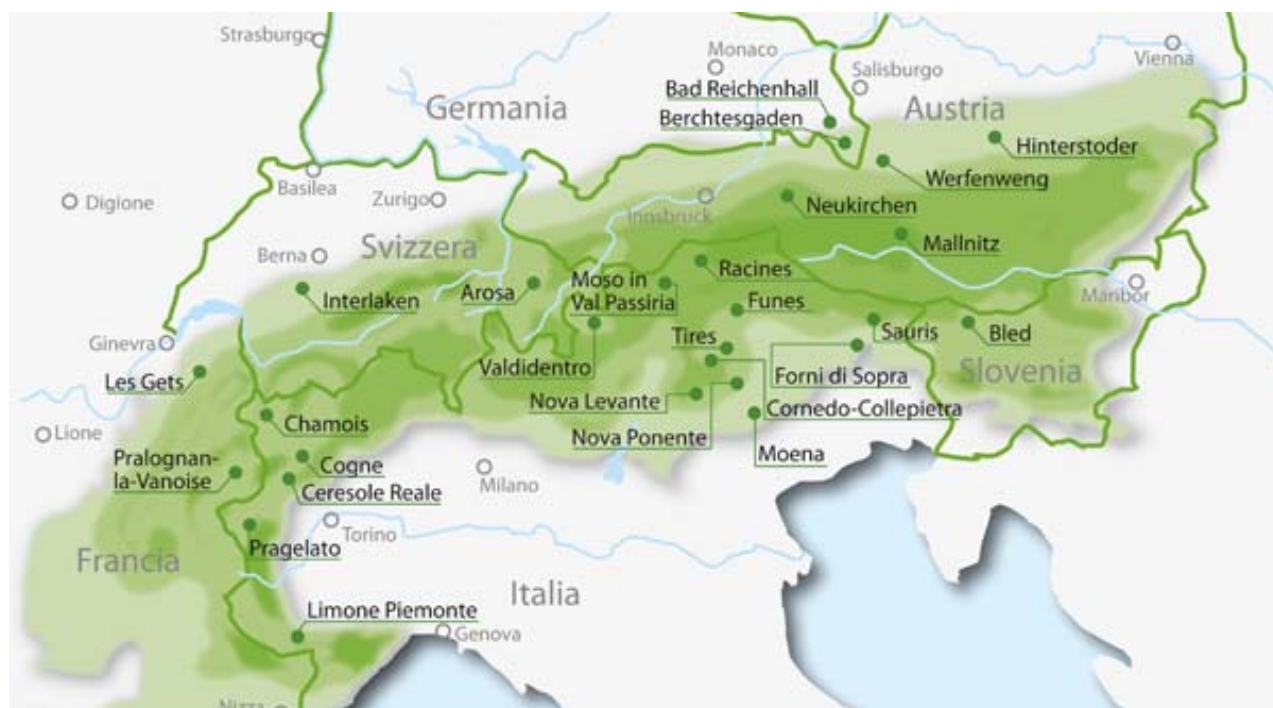 Strasburgo
Monaco
Vienna
Salisburgo
Bad Reichenhall
Germania
Austria
Berchtesgaden
Hinterstoder
Basilea
Werfenweng
Digione
Zurigo
Innsbruck
Neukirchen
Svizzera
Mallnitz
Berna
Racines
Moso in
Val Passiria
Arosa
Interlaken
Funes
Maribor
Ginevra
Tires
Sauris
Bled
Les Gets
Valdidentro
Forni di Sopra
Slovenia
Nova Levante
Cornedo-Collepietra
Chamois
Lione
Nova Ponente
Moena
Pralognan-
la-Vanoise
Cogne
Ceresole Reale
Milano
Torino
Pragelato
Francia
Italia
Limone Piemonte
Genova
Nizza